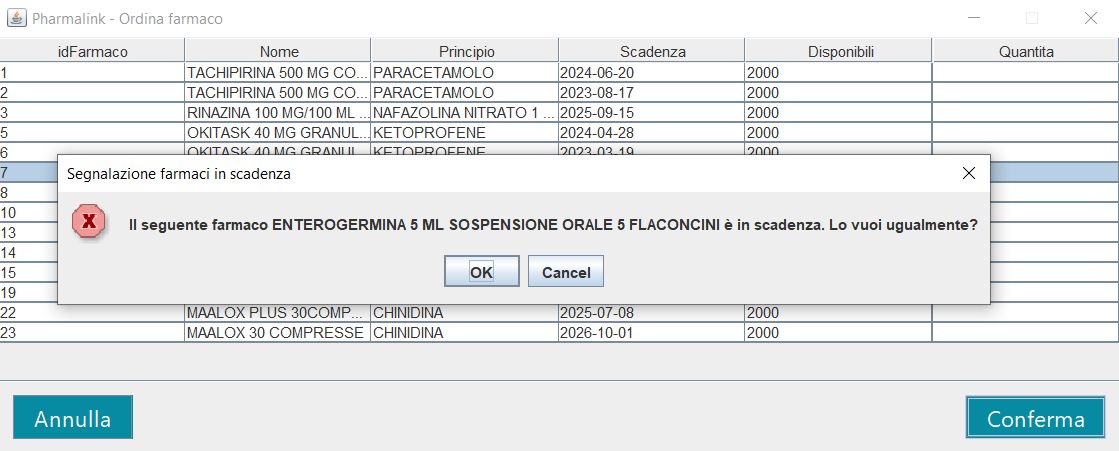 Pharmalink - Ordina farmaco
idFarmaco Nome Principio Scadenza Disponibili Quantita
1 TACHIPIRINA 500 MG CO... PARACETAMOLO 2024-06-20 2000
2 TACHIPIRINA 500 MG CO... PARACETAMOLO 2023-08-17 2000
3 RINAZINA 100 MG/100 ML ... NAFAZOLINA NITRATO 1 ... 2025-09-15 2000
5 OKITASK 40 MG GRANUL... KETOPROFENE 2024-04-28 2000
6 OKITASK 40 MG GRANUL... KETOPROFENE 2023-03-19 2000
7
Segnalazione farmaci in scadenza
8
10
Il seguente farmaco ENTEROGERMINA 5 ML SOSPENSIONE ORALE 5 FLACONCINI è in scadenza. Lo vuoi ugualmente?
13
14
15
OK Cancel
19
22 MAALOX PLUS 30COMP... CHINIDINA 2025-07-08 2000
23 MAALOX 30 COMPRESSE CHINIDINA 2026-10-01 2000
Annulla Conferma